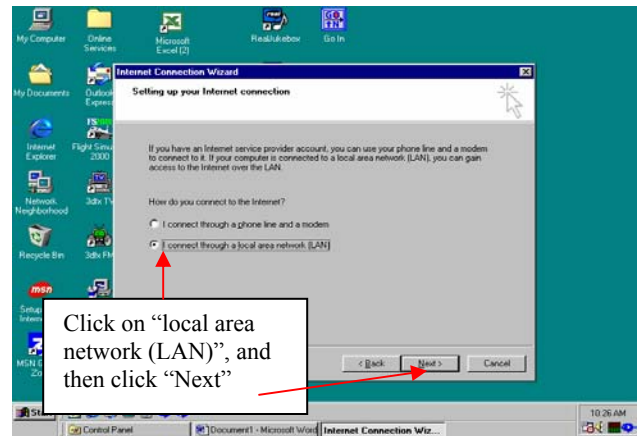 My Computer
Online
Services
Microsoft
Excel (2)
RealJukebox
Go In
My Documents
Outlook
Express
Internet
Explorer
Flight Simu
2000
Network
Neighborhood
3dfx TV
Recycle Bin
3dfx FM
msn
Setup
MSN G
Zo
Internet Connection Wizard
Setting up your Internet connection
If you have an Internet service provider account, you can use your phone line and a modem
to connect to it. If your computer is connected to a local area network (LAN), you can gain
access to the Internet over the LAN.
How do you connect to the Internet?
I connect through a phone line and a modem
I connect through a local area network (LAN)
Click on “local area
network (LAN)”, and
then click “Next”
< Back
Next >
Cancel
Control Panel
Document1 - Microsoft Word
Internet Connection Wiz...
10:26 AM